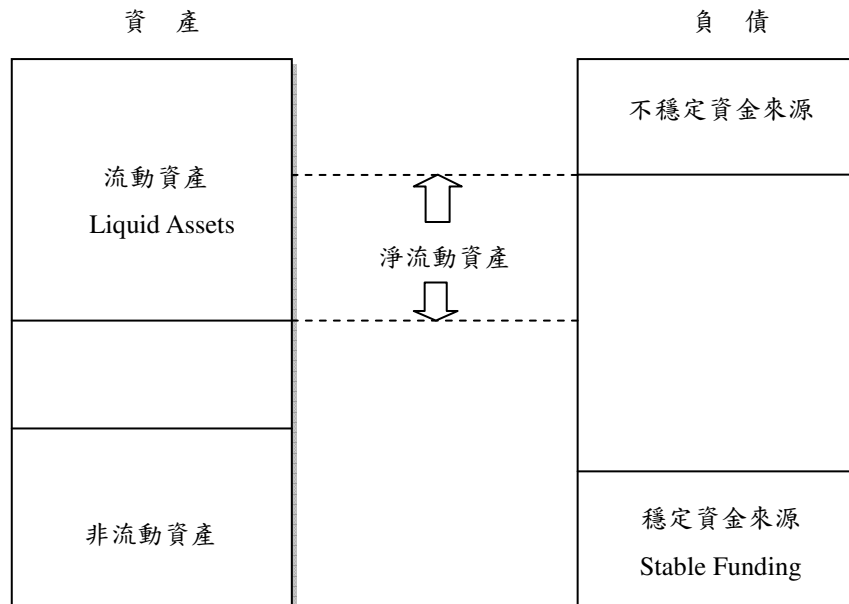 資 產
負 債
不穩定資金來源
流動資產
Liquid Assets
淨流動資產
非流動資產
穩定資金來源
Stable Funding